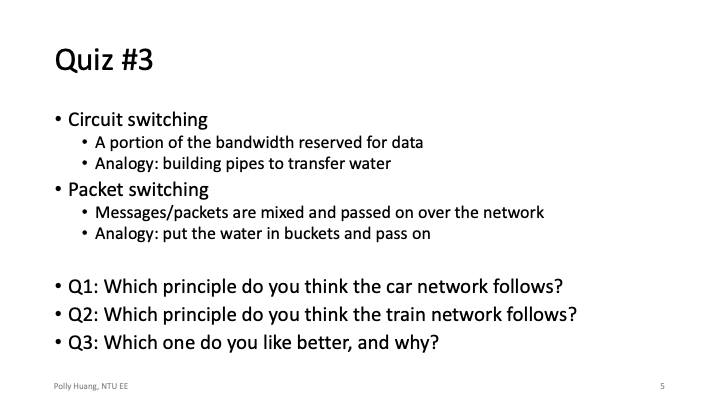 Quiz #3
• Circuit switching
• A portion of the bandwidth reserved for data
• Analogy: building pipes to transfer water
• Packet switching
• Messages/packets are mixed and passed on over the network
• Analogy: put the water in buckets and pass on
• Q1: Which principle do you think the car network follows?
• Q2: Which principle do you think the train network follows?
• Q3: Which one do you like better, and why?
Polly Huang, NTU EE
5